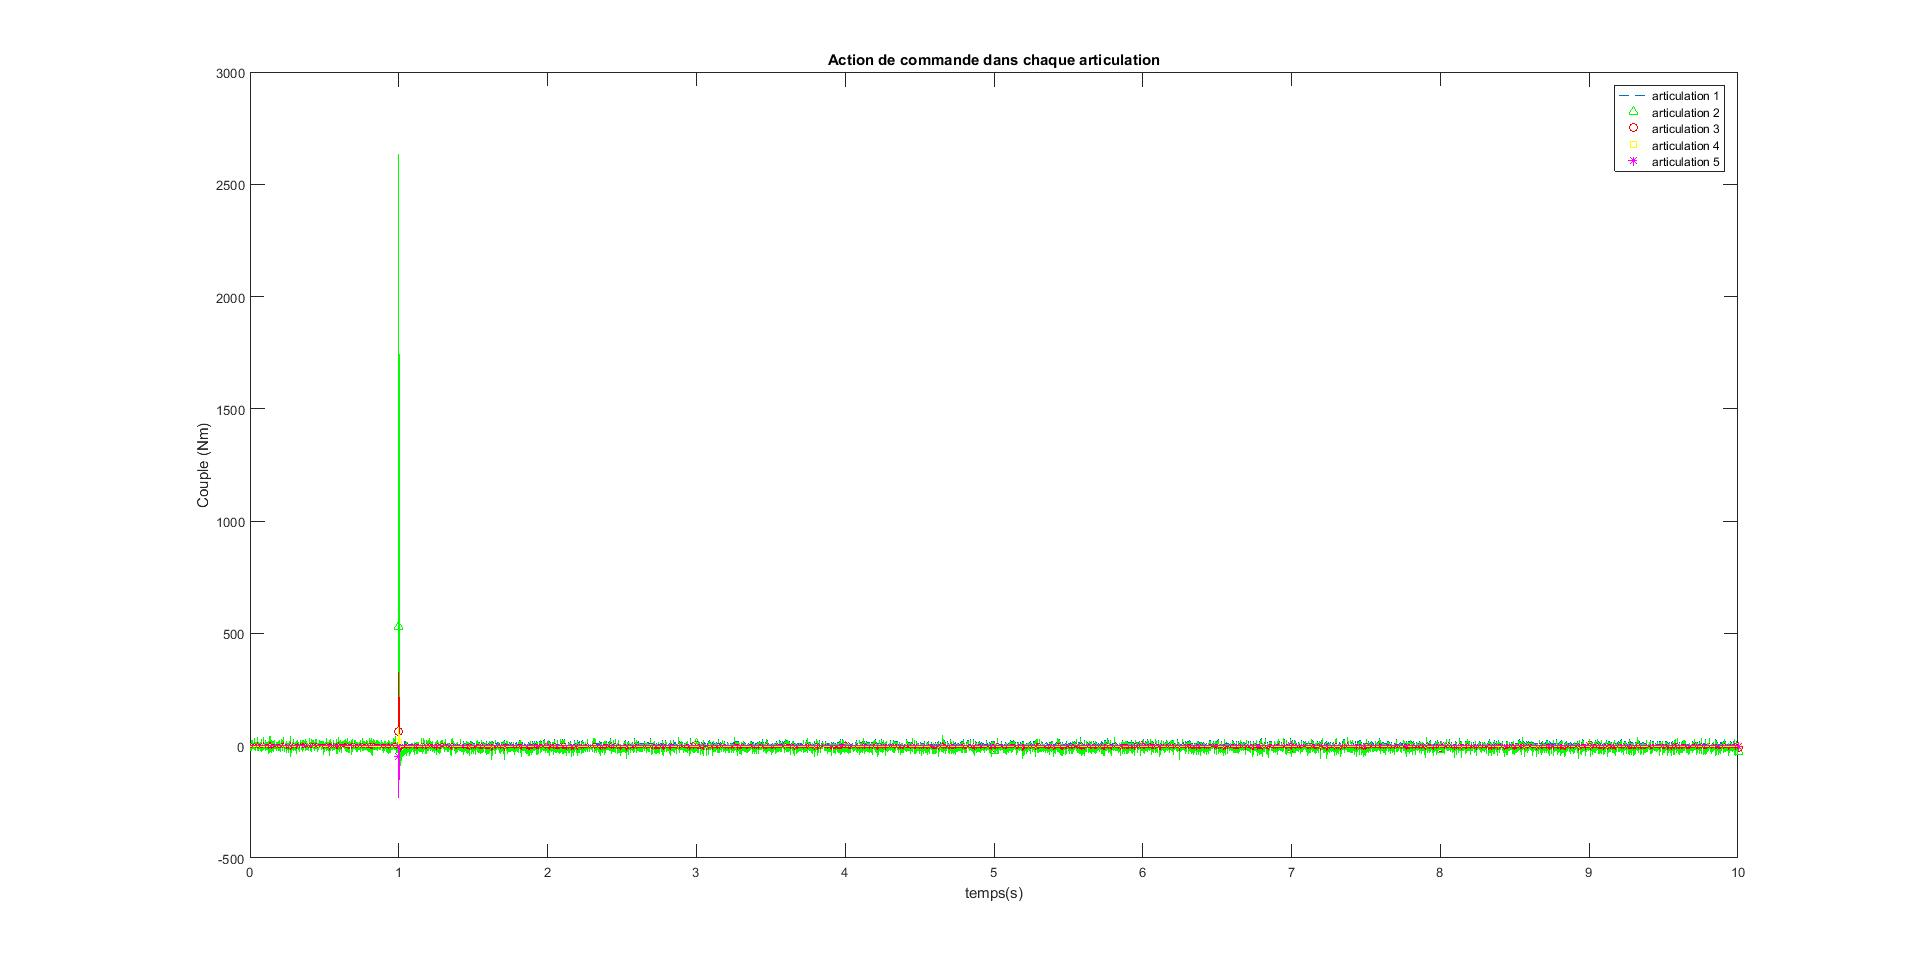 Action de commande dans chaque articulation
3000
2500
2000
1500
1000
500
0
-500
Couple (Nm)
0 1 2 3 4 5 6 7 8 9 10
temps(s)
articulation 1
articulation 2
articulation 3
articulation 4
articulation 5